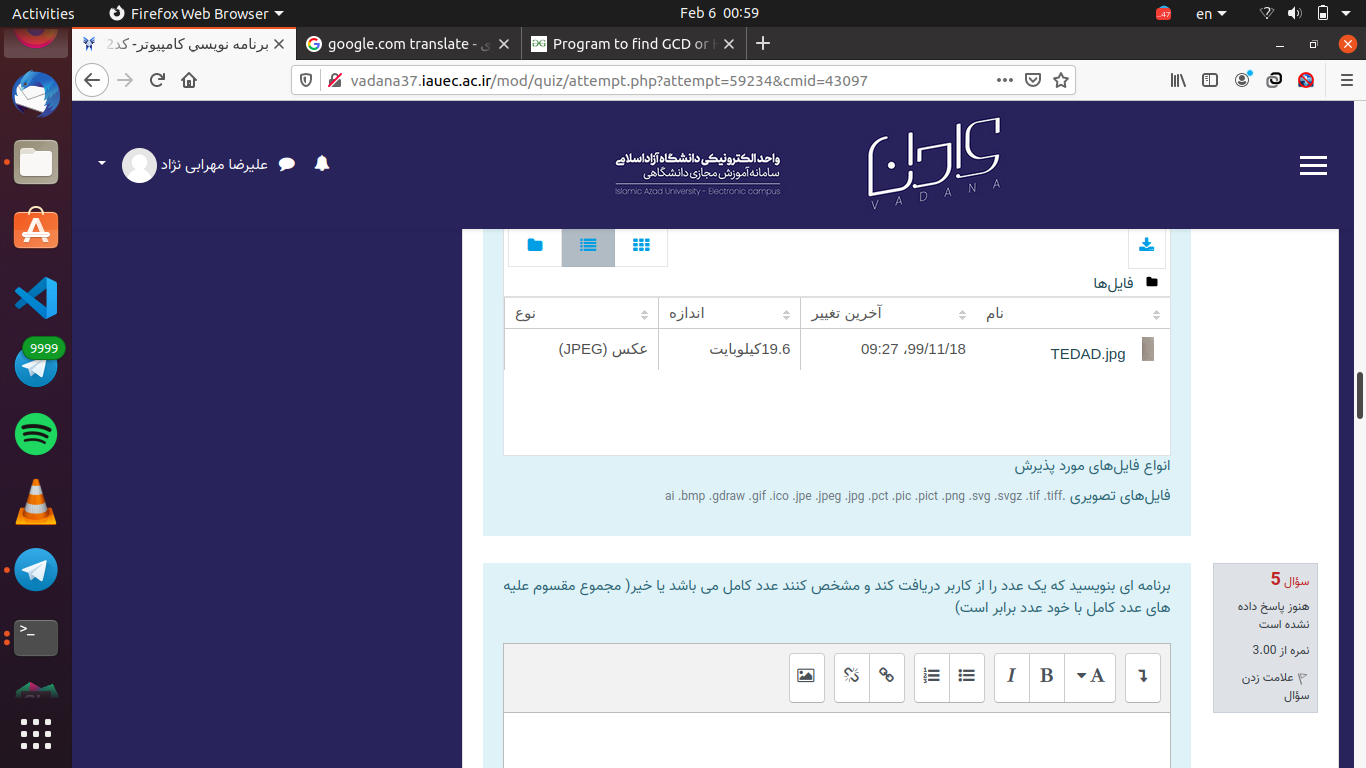 Activities
Firefox Web Browser
Feb 6 00:59
47
en
برنامه نويسي کامپيوتر- کد2
google.com translate -
Program to find GCD or
vadana37.iauec.ac.ir/mod/quiz/attempt.php?attempt=59234&cmid=43097
علیرضا مهرابی نژاد
واحد الکترونیکی دانشگاه آزاد اسلامی
سامانه آموزش مجازی دانشگاهی
Islamic Azad University - Electronic campus
وادانا
VADANA
9999
فایل‌ها
نام
آخرین تغییر
اندازه
نوع
TEDAD.jpg
99/11/18، 09:27
19.6کیلوبایت
عکس (JPEG)
انواع فایل‌های مورد پذیرش
فایل‌های تصویری .ai .bmp .gdraw .gif .ico .jpe .jpeg .jpg .pct .pic .pict .png .svg .svgz .tif .tiff
سؤال 5
هنوز پاسخ داده
نشده است
نمره از 3.00
علامت زدن
سؤال
برنامه ای بنویسید که یک عدد را از کاربر دریافت کند و مشخص کنند عدد کامل می باشد یا خیر( مجموع مقسوم علیه
های عدد کامل با خود عدد برابر است)
I
B
A